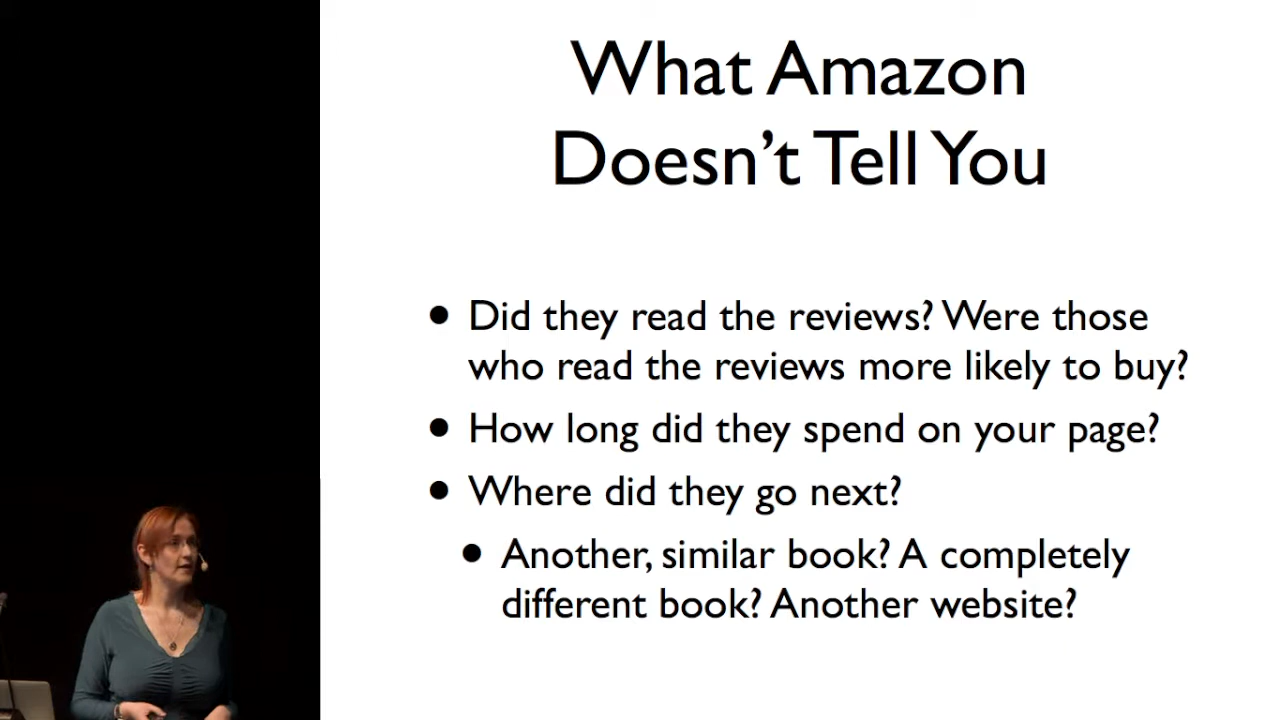 What Amazon
Doesn't Tell You
• Did they read the reviews? Were those
who read the reviews more likely to buy?
• How long did they spend on your page?
• Where did they go next?
• Another, similar book? A completely
different book? Another website?